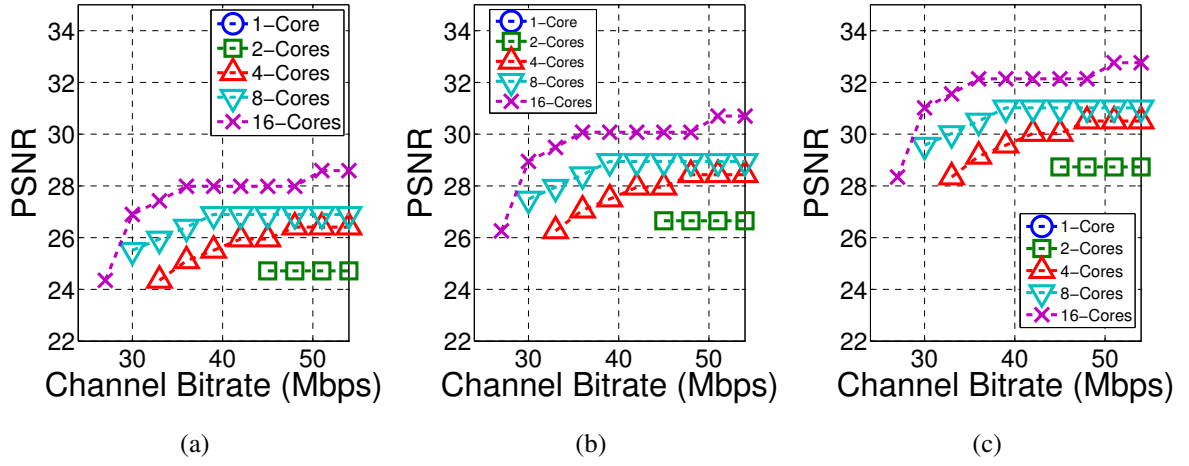 34
32
30
28
26
24
22
PSNR
30 40 50
Channel Bitrate (Mbps)
1-Core
2-Cores
4-Cores
8-Cores
16-Cores
(a)
34
32
30
28
26
24
22
PSNR
30 40 50
Channel Bitrate (Mbps)
1-Core
2-Cores
4-Cores
8-Cores
16-Cores
(b)
34
32
30
28
26
24
22
PSNR
30 40 50
Channel Bitrate (Mbps)
1-Core
2-Cores
4-Cores
8-Cores
16-Cores
(c)